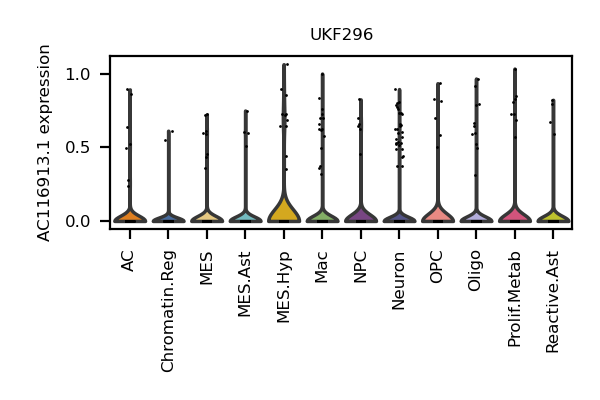 UKF296
AC116913.1 expression
1.0
0.5
0.0
AC
Chromatin.Reg
MES
MES.Ast
MES.Hyp
Mac
NPC
Neuron
OPC
Oligo
Prolif.Metab
Reactive.Ast